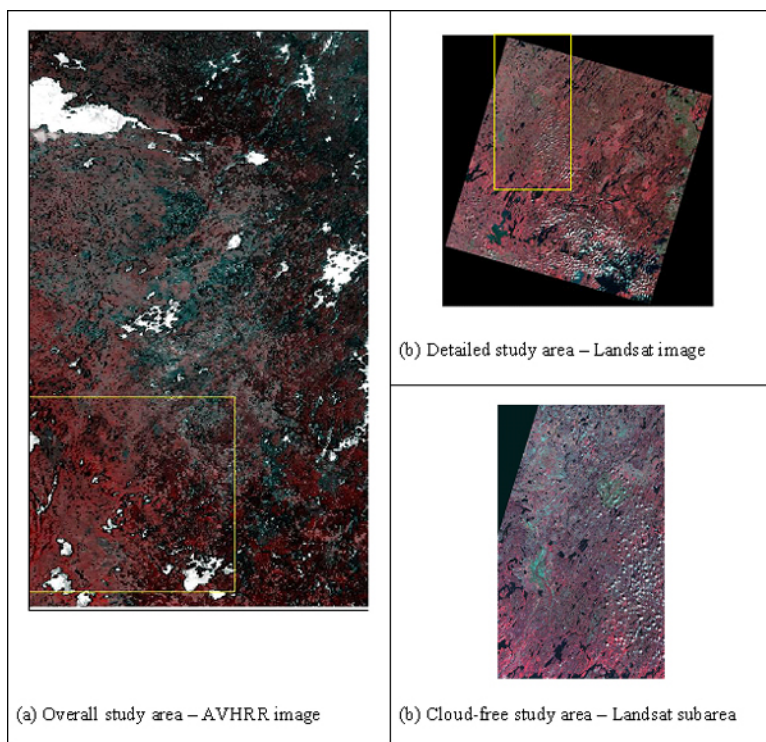 (b) Detailed study area – Landsat image
(a) Overall study area – AVHRR image
(b) Cloud-free study area – Landsat subarea